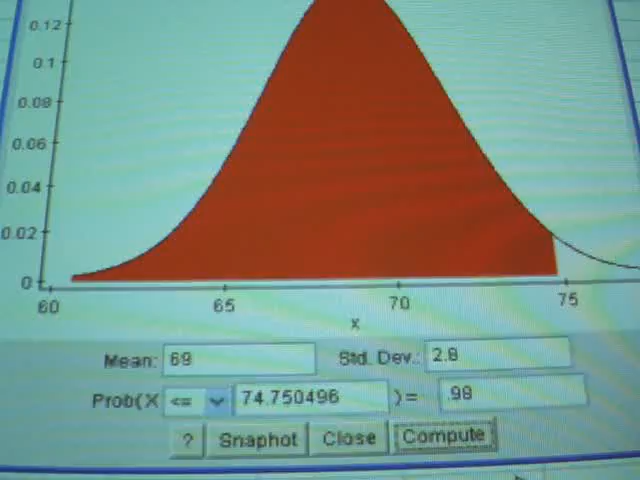 0.12
0.1
0.08
0.06
0.04
0.02
0
60 65 70 75
x
Mean: 69 Std. Dev.: 2.8
Prob(X <= 74.750496 )= .98
? Snaphot Close Compute